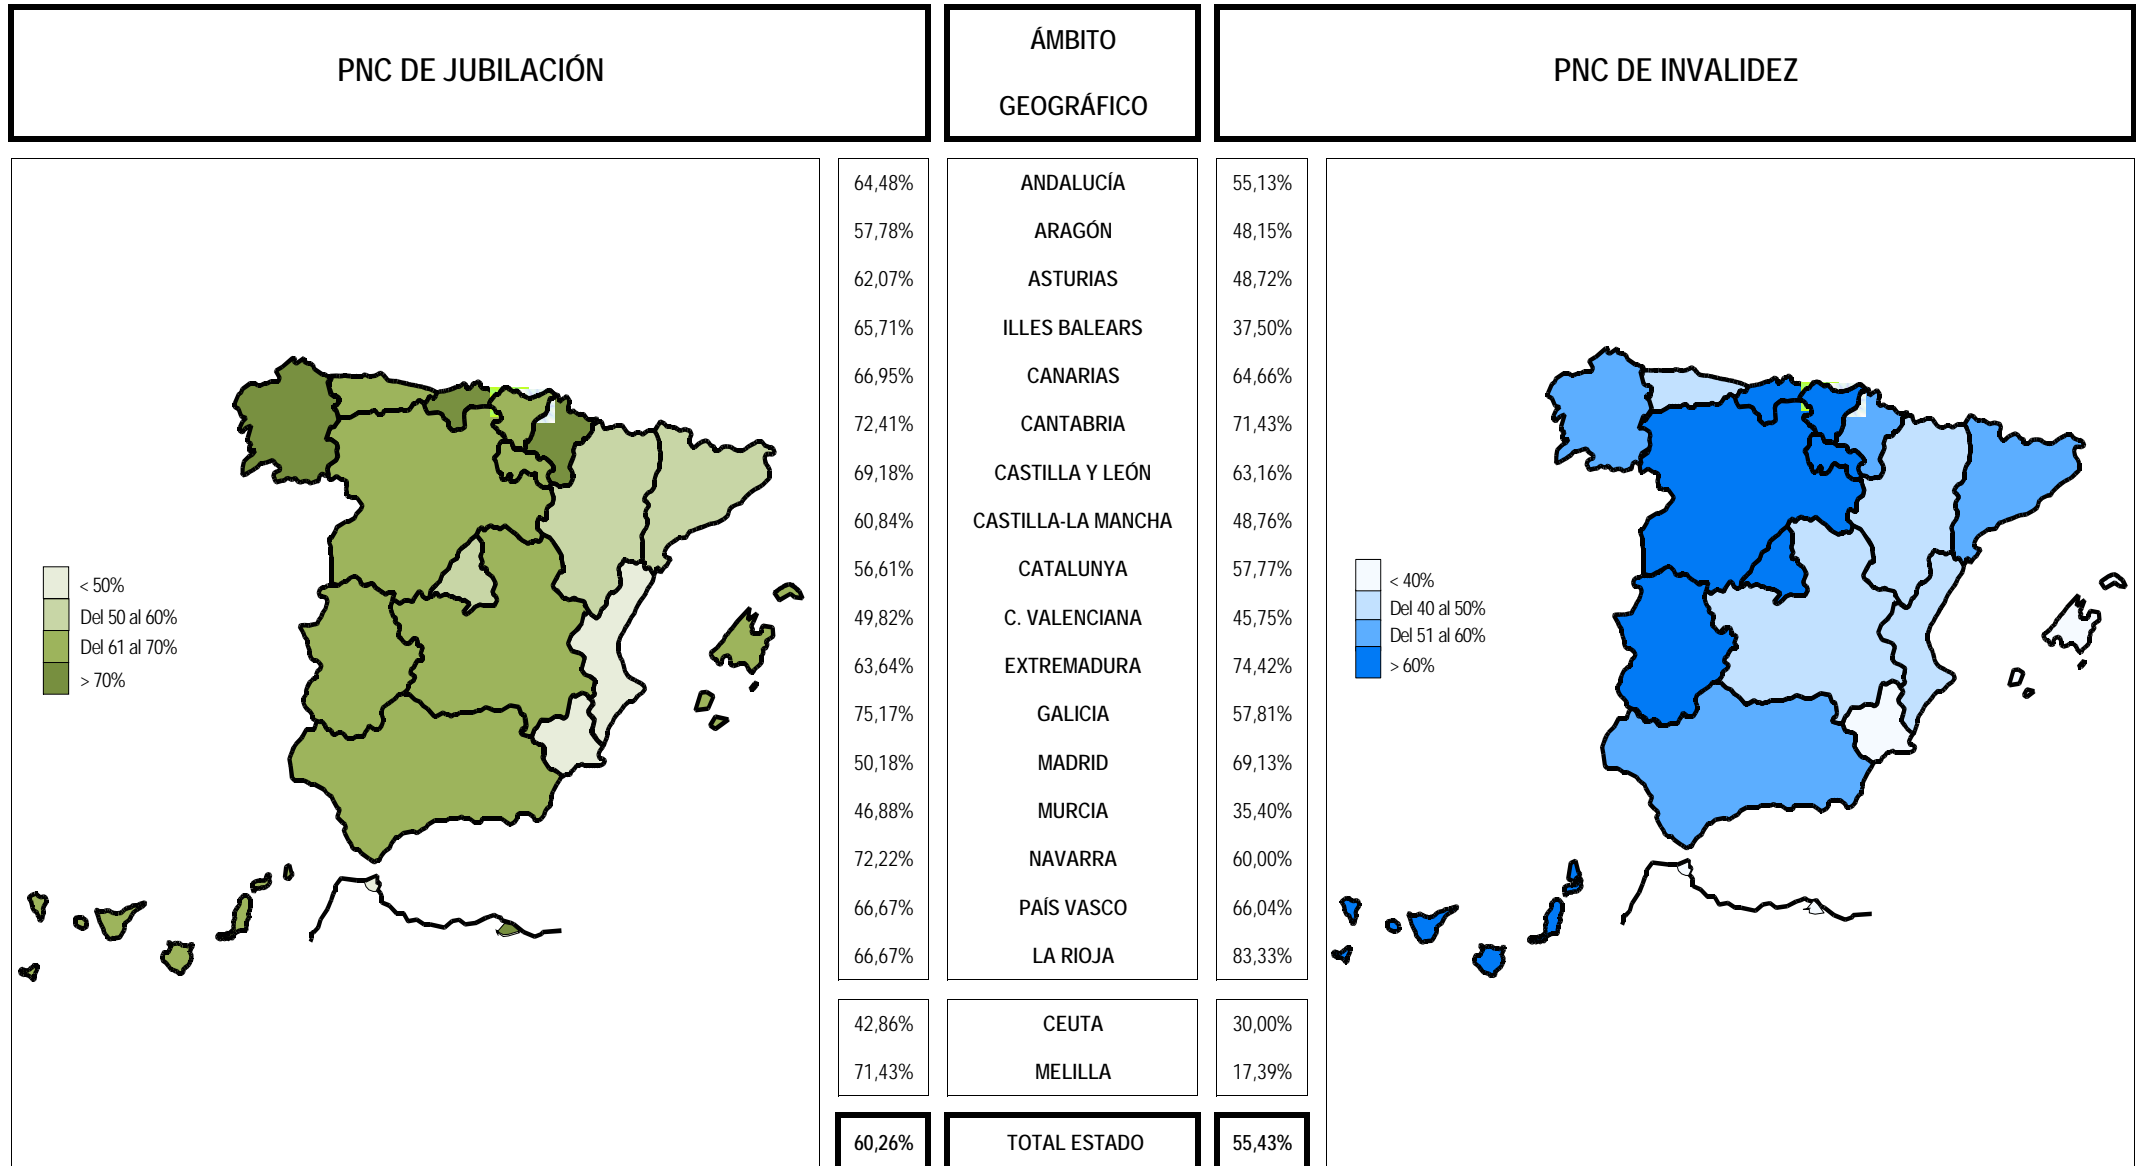 PNC DE JUBILACIÓN
ÁMBITO
GEOGRÁFICO
PNC DE INVALIDEZ
64,48% ANDALUCÍA 55,13%
57,78% ARAGÓN 48,15%
62,07% ASTURIAS 48,72%
65,71% ILLES BALEARS 37,50%
66,95% CANARIAS 64,66%
72,41% CANTABRIA 71,43%
69,18% CASTILLA Y LEÓN 63,16%
60,84% CASTILLA-LA MANCHA 48,76%
56,61% CATALUNYA 57,77%
49,82% C. VALENCIANA 45,75%
63,64% EXTREMADURA 74,42%
75,17% GALICIA 57,81%
50,18% MADRID 69,13%
46,88% MURCIA 35,40%
72,22% NAVARRA 60,00%
66,67% PAÍS VASCO 66,04%
66,67% LA RIOJA 83,33%
42,86% CEUTA 30,00%
71,43% MELILLA 17,39%
60,26% TOTAL ESTADO 55,43%
< 50%
Del 50 al 60%
Del 61 al 70%
> 70%
< 40%
Del 40 al 50%
Del 51 al 60%
> 60%